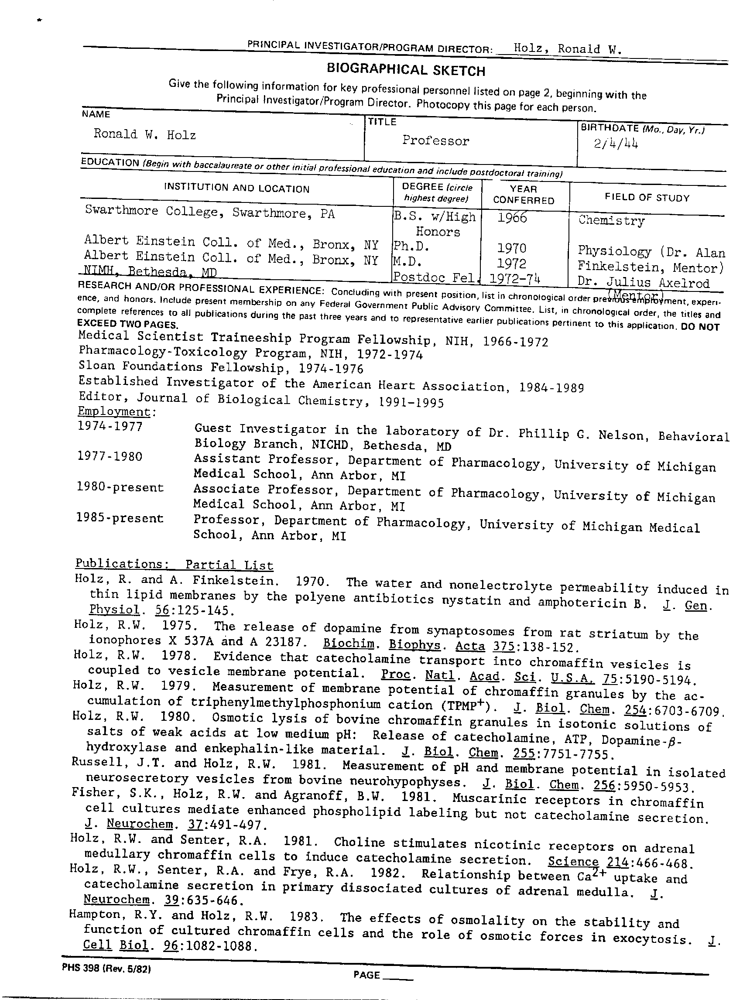 PRINCIPAL INVESTIGATOR/PROGRAM DIRECTOR: Holz, Ronald W.
BIOGRAPHICAL SKETCH
Give the following information for key professional personnel listed on page 2, beginning with the
Principal Investigator/Program Director. Photocopy this page for each person.
NAME TITLE BIRTHDATE (Mo., Day, Yr.)
Ronald W. Holz Professor 2/4/44
EDUCATION (Begin with baccalaureate or other initial professional education and include postdoctoral training)
INSTITUTION AND LOCATION DEGREE (circle highest degree) YEAR CONFERRED FIELD OF STUDY
Swarthmore College, Swarthmore, PA B.S. w/High Honors 1966 Chemistry
Albert Einstein Coll. of Med., Bronx, NY Ph.D. 1970 Physiology (Dr. Alan
Albert Einstein Coll. of Med., Bronx, NY M.D. 1972 Finkelstein, Mentor)
NIMH, Bethesda, MD Postdoc Fel. 1972-74 Dr. Julius Axelrod
(Mentor)
RESEARCH AND/OR PROFESSIONAL EXPERIENCE: Concluding with present position, list in chronological order previous employment, experi-
ence, and honors. Include present membership on any Federal Government Public Advisory Committee. List, in chronological order, the titles and
complete references to all publications during the past three years and to representative earlier publications pertinent to this application. DO NOT
EXCEED TWO PAGES.
Medical Scientist Traineeship Program Fellowship, NIH, 1966-1972
Pharmacology-Toxicology Program, NIH, 1972-1974
Sloan Foundations Fellowship, 1974-1976
Established Investigator of the American Heart Association, 1984-1989
Editor, Journal of Biological Chemistry, 1991-1995
Employment:
1974-1977 Guest Investigator in the laboratory of Dr. Phillip G. Nelson, Behavioral
Biology Branch, NICHD, Bethesda, MD
1977-1980 Assistant Professor, Department of Pharmacology, University of Michigan
Medical School, Ann Arbor, MI
1980-present Associate Professor, Department of Pharmacology, University of Michigan
Medical School, Ann Arbor, MI
1985-present Professor, Department of Pharmacology, University of Michigan Medical
School, Ann Arbor, MI
Publications: Partial List
Holz, R. and A. Finkelstein. 1970. The water and nonelectrolyte permeability induced in
thin lipid membranes by the polyene antibiotics nystatin and amphotericin B. J. Gen.
Physiol. 56:125-145.
Holz, R.W. 1975. The release of dopamine from synaptosomes from rat striatum by the
ionophores X 537A and A 23187. Biochim. Biophys. Acta 375:138-152.
Holz, R.W. 1978. Evidence that catecholamine transport into chromaffin vesicles is
coupled to vesicle membrane potential. Proc. Natl. Acad. Sci. U.S.A. 75:5190-5194.
Holz, R.W. 1979. Measurement of membrane potential of chromaffin granules by the ac-
cumulation of triphenylmethylphosphonium cation (TPMP+). J. Biol. Chem. 254:6703-6709.
Holz, R.W. 1980. Osmotic lysis of bovine chromaffin granules in isotonic solutions of
salts of weak acids at low medium pH: Release of catecholamine, ATP, Dopamine-β-
hydroxylase and enkephalin-like material. J. Biol. Chem. 255:7751-7755.
Russell, J.T. and Holz, R.W. 1981. Measurement of pH and membrane potential in isolated
neurosecretory vesicles from bovine neurohypophyses. J. Biol. Chem. 256:5950-5953.
Fisher, S.K., Holz, R.W. and Agranoff, B.W. 1981. Muscarinic receptors in chromaffin
cell cultures mediate enhanced phospholipid labeling but not catecholamine secretion.
J. Neurochem. 37:491-497.
Holz, R.W. and Senter, R.A. 1981. Choline stimulates nicotinic receptors on adrenal
medullary chromaffin cells to induce catecholamine secretion. Science 214:466-468.
Holz, R.W., Senter, R.A. and Frye, R.A. 1982. Relationship between Ca2+ uptake and
catecholamine secretion in primary dissociated cultures of adrenal medulla. J.
Neurochem. 39:635-646.
Hampton, R.Y. and Holz, R.W. 1983. The effects of osmolality on the stability and
function of cultured chromaffin cells and the role of osmotic forces in exocytosis. J.
Cell Biol. 96:1082-1088.
PHS 398 (Rev. 5/82)
PAGE